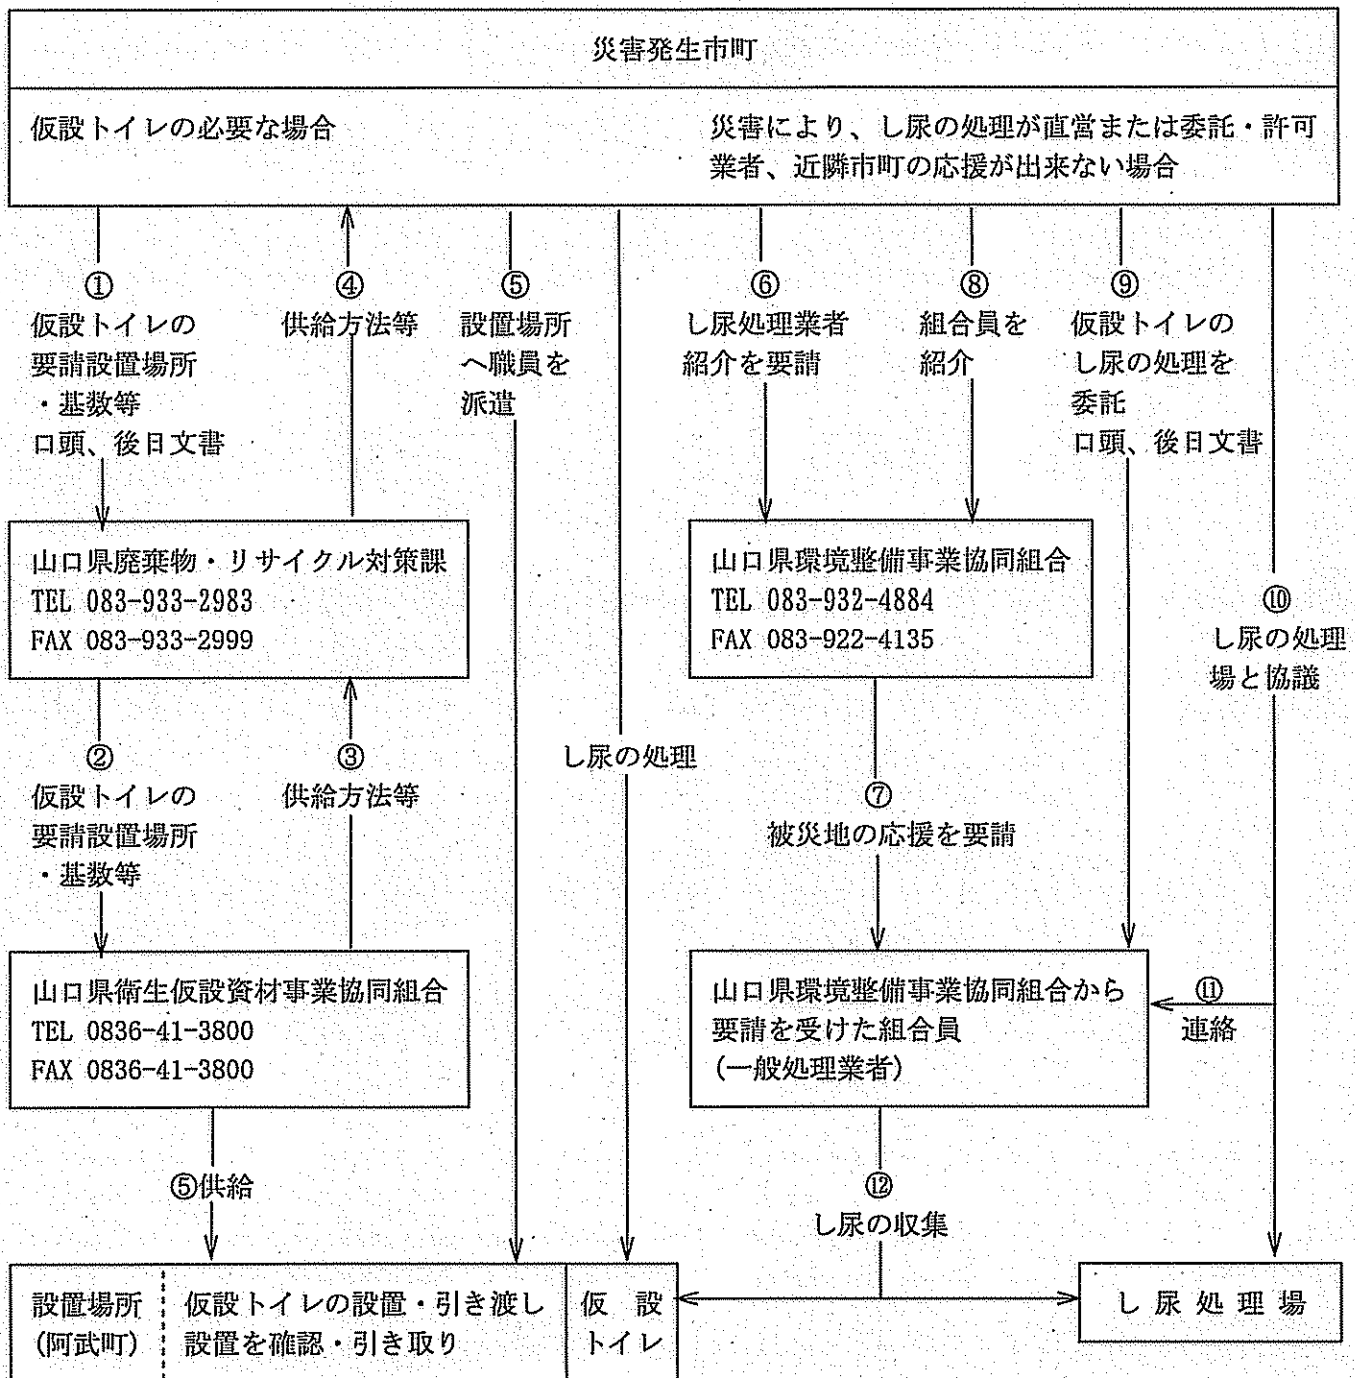 災害発生市町
仮設トイレの必要な場合
災害により、し尿の処理が直営または委託・許可
業者、近隣市町の応援が出来ない場合
①
仮設トイレの
要請設置場所
・基数等
口頭、後日文書
④
供給方法等
⑤
設置場所
へ職員を
派遣
⑥
し尿処理業者
紹介を要請
⑧
組合員を
紹介
⑨
仮設トイレの
し尿の処理を
委託
口頭、後日文書
山口県廃棄物・リサイクル対策課
TEL 083-933-2983
FAX 083-933-2999
山口県環境整備事業協同組合
TEL 083-932-4884
FAX 083-922-4135
⑩
し尿の処理
場と協議
②
仮設トイレの
要請設置場所
・基数等
③
供給方法等
し尿の処理
⑦
被災地の応援を要請
山口県衛生仮設資材事業協同組合
TEL 0836-41-3800
FAX 0836-41-3800
山口県環境整備事業協同組合から
要請を受けた組合員
(一般処理業者)
⑪
連絡
⑤供給
⑫
し尿の収集
設置場所
(阿武町)
仮設トイレの設置・引き渡し
設置を確認・引き取り
仮設
トイレ
し尿処理場